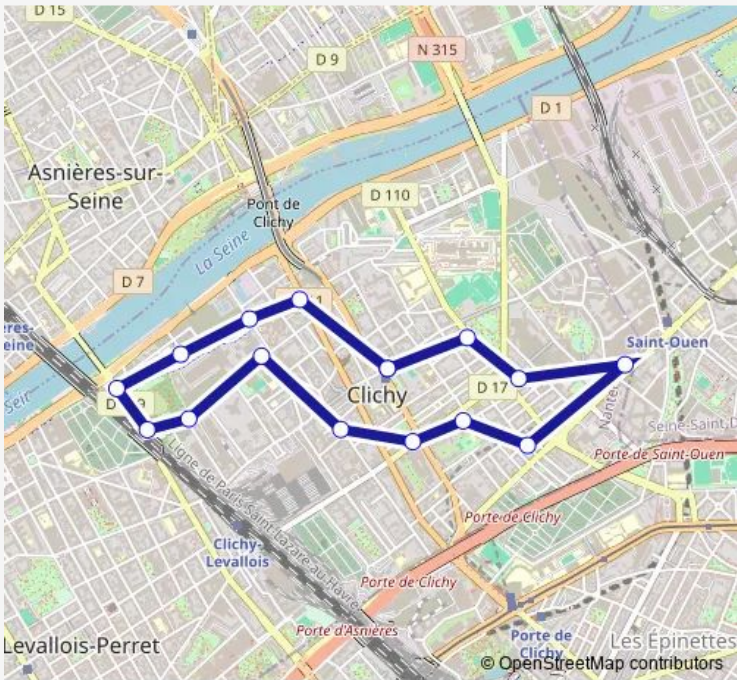 D 15
D 9
N 315
D 1
Asnières-sur-
Seine
Pont de
Clichy
D 110
La Seine
D 7
Saint-Ouen
Clichy
D 17
Seine-Saint-D
Porte de Saint-Ouen
Ligne de Paris-Saint-Lazare au Havre
Porte de Clichy
Clichy-
Levallois
Porte de Clichy
Porte d'Asnières
Levallois-Perret
Porte de
Clichy
Les Épinettes
© OpenStreetMap contributors